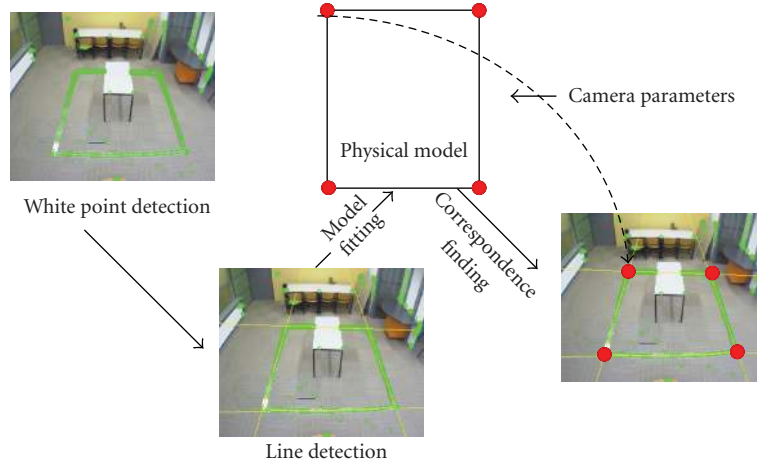 Camera parameters
Physical model
White point detection
Model
fitting
Correspondence
finding
Line detection